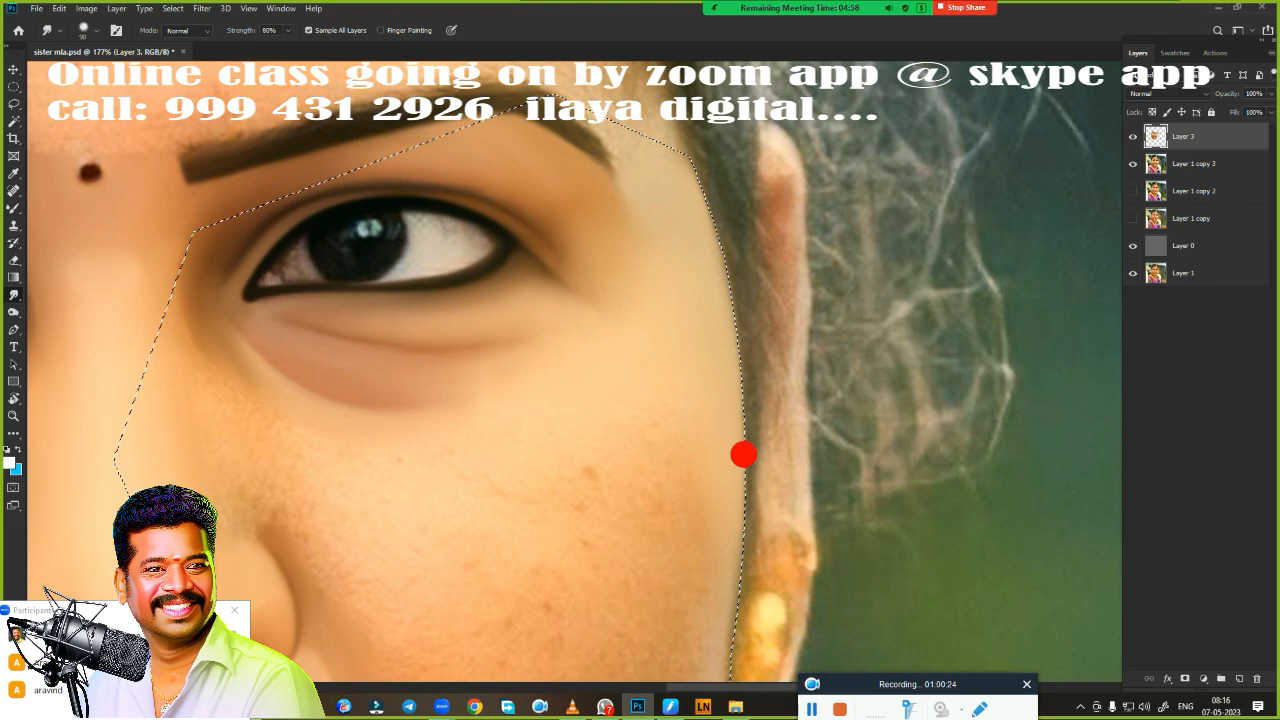 File Edit Image Layer Type Select Filter 3D View Window Help
Remaining Meeting Time: 04:58
Stop Share
90 Mode: Normal Strength: 80% Sample All Layers Finger Painting
sister mla.psd @ 177% (Layer 3, RGB/8) * ×
Layers Swatches Actions
Online class going on by zoom app @ skype app
call: 999 431 2926 ilaya digital....
Normal Opacity: 100%
Lock: Fill: 100%
Layer 3
Layer 1 copy 3
Layer 1 copy 2
Layer 1 copy
Layer 0
Layer 1
Participant
A
A aravind
Recording... 01:00:24
ENG 08:16
07-05-2023